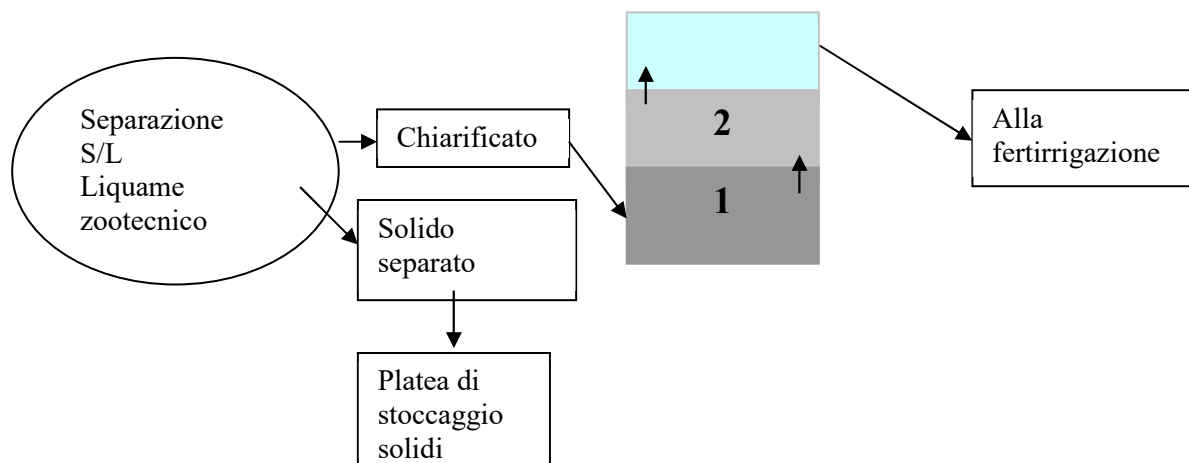 Separazione
S/L
Liquame
zootecnico
Chiarificato
Solido
separato
Platea di
stoccaggio
solidi
2
1
Alla
fertirrigazione